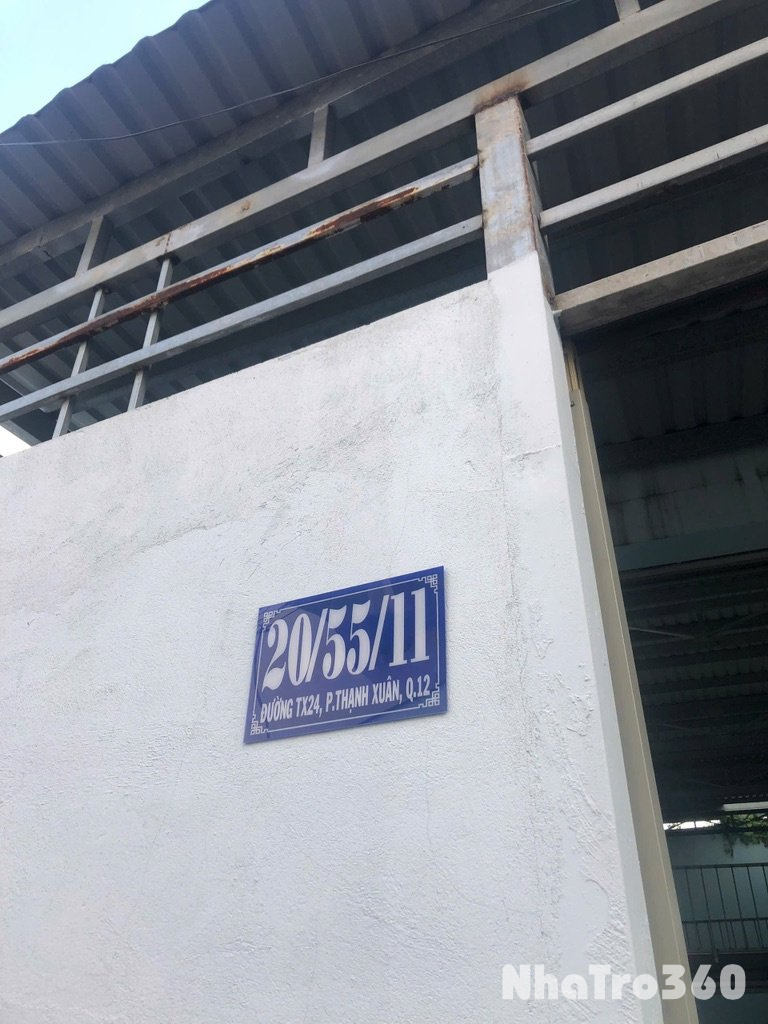 20/55/11
ĐƯỜNG TX24, P.THẠNH XUÂN, Q.12
NhaTro360